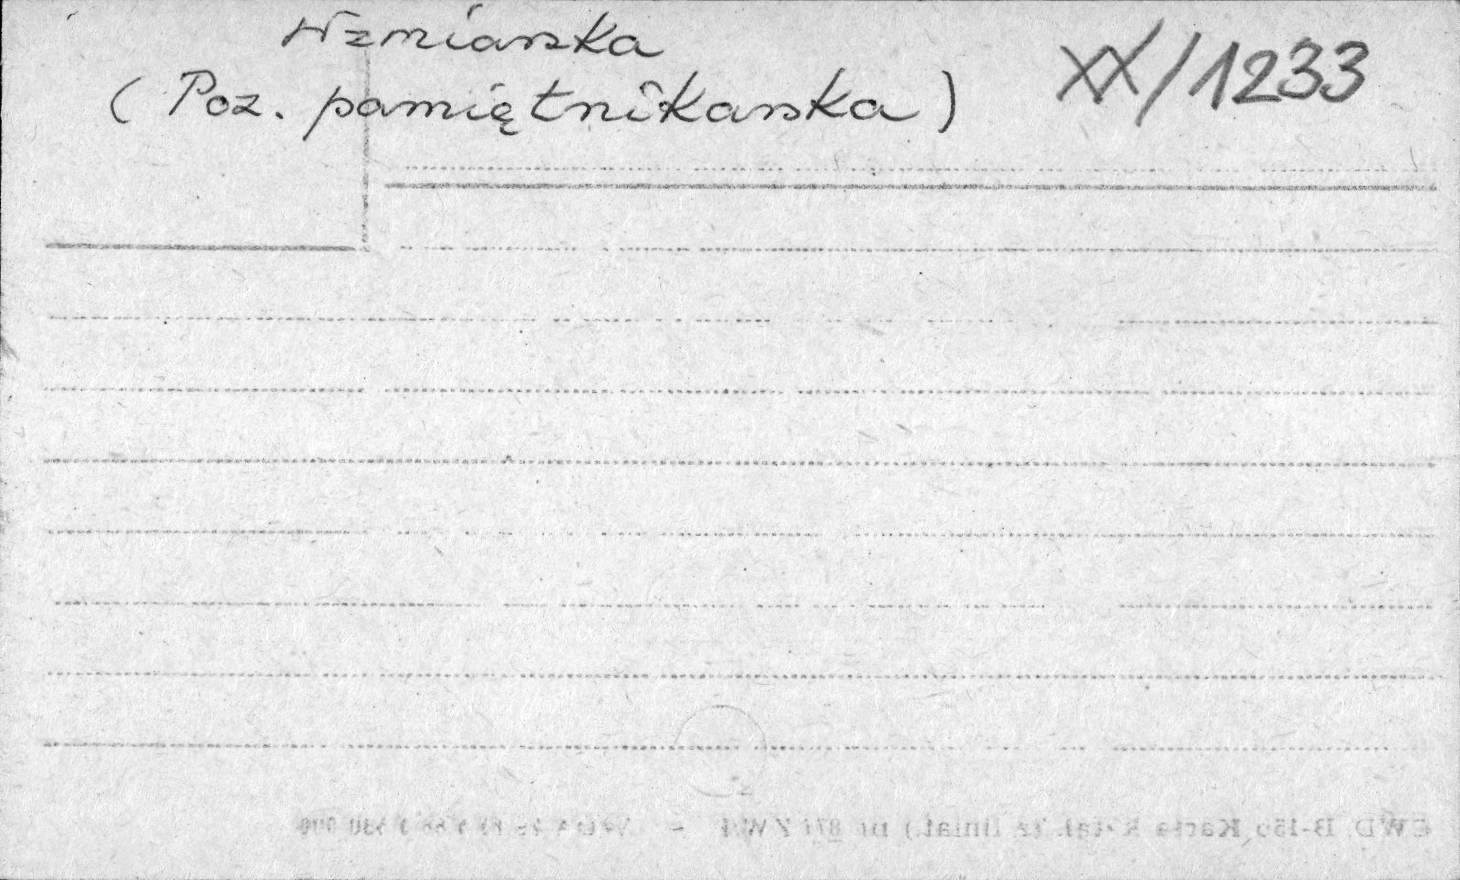 Wzmianka XX/1233
(Poz. pamiętnikarska)